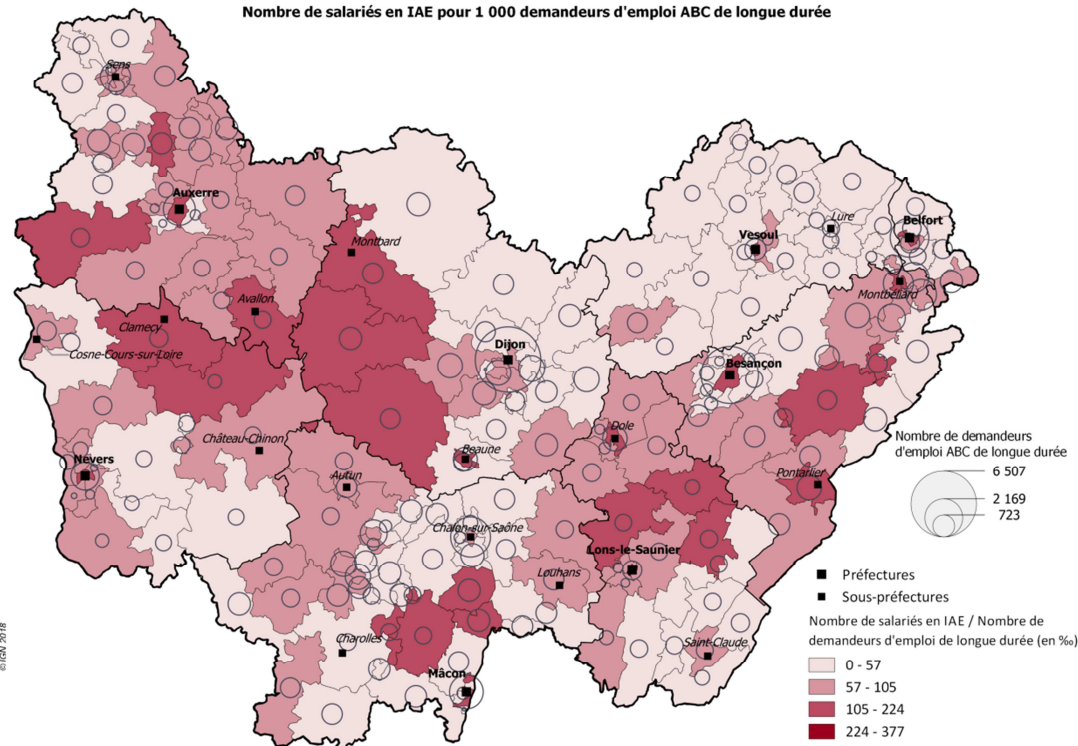 Nombre de salariés en IAE pour 1 000 demandeurs d'emploi ABC de longue durée
Sens
Auxerre
Montbard
Avallon
Clamecy
Cosne-Cours-sur-Loire
Château-Chinon
Nevers
Autun
Dijon
Beaune
Vesoul
Lure
Belfort
Montbéliard
Besançon
Dole
Pontarlier
Chalon-sur-Saône
Lons-le-Saunier
Louhans
Charolles
Saint-Claude
Mâcon
Nombre de demandeurs
d'emploi ABC de longue durée
6 507
2 169
723
Préfectures
Sous-préfectures
Nombre de salariés en IAE / Nombre de
demandeurs d'emploi de longue durée (en ‰)
0 - 57
57 - 105
105 - 224
224 - 377
©IGN 2018